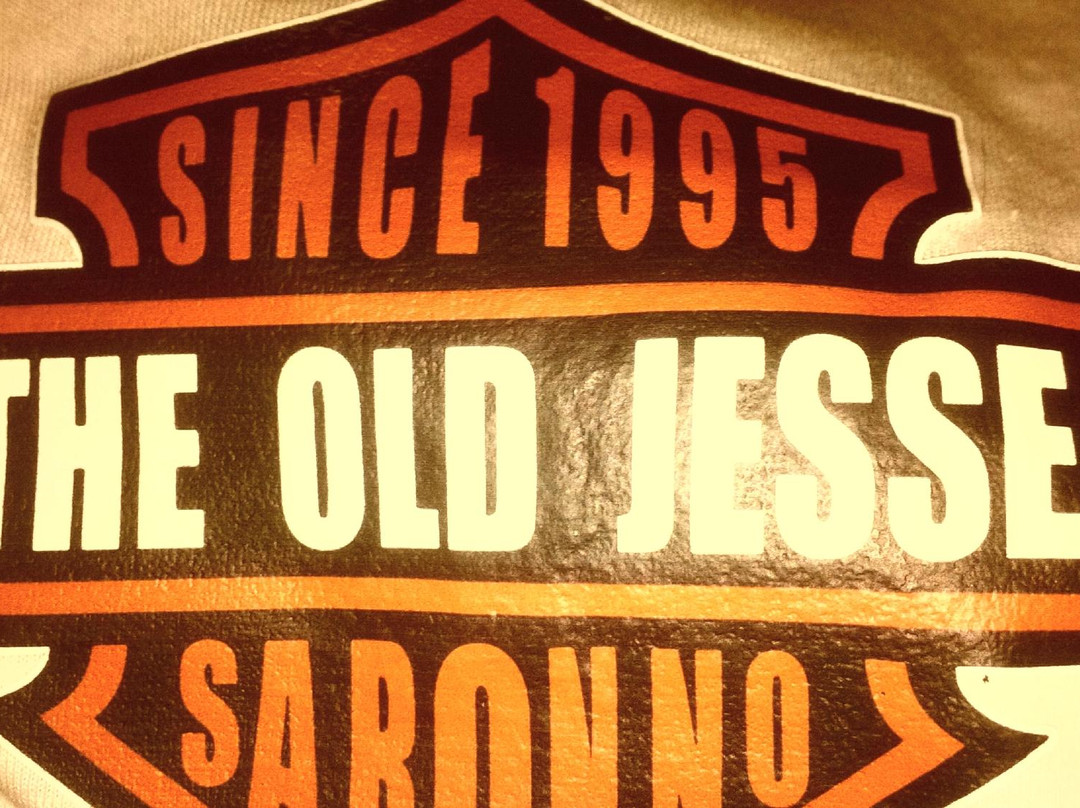 SINCE 1995
THE OLD JESSE
SARONNO